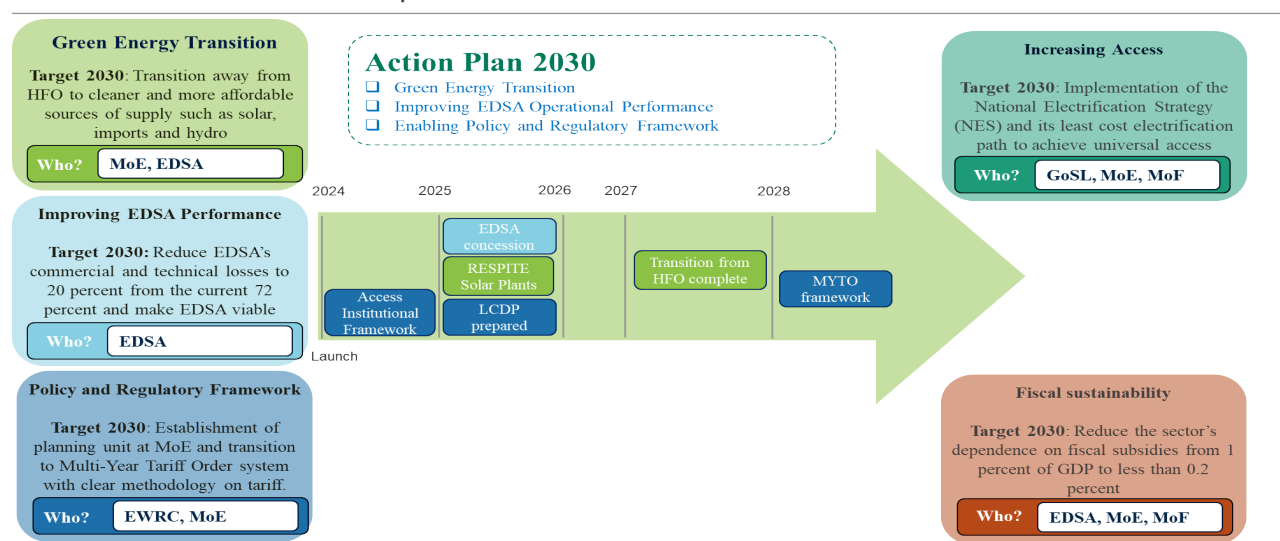 Green Energy Transition
Target 2030: Transition away from
HFO to cleaner and more affordable
sources of supply such as solar,
imports and hydro
Who?
MoE, EDSA
Improving EDSA Performance
Target 2030: Reduce EDSA's
commercial and technical losses to
20 percent from the current 72
percent and make EDSA viable
Who?
EDSA
Policy and Regulatory Framework
Target 2030: Establishment of
planning unit at MoE and transition
to Multi-Year Tariff Order system
with clear methodology on tariff.
Who?
EWRC, MoE
Action Plan 2030
❑ Green Energy Transition
❑ Improving EDSA Operational Performance
❑ Enabling Policy and Regulatory Framework
2024
2025
2026
2027
2028
Access
Institutional
Framework
EDSA
concession
RESPITE
Solar Plants
LCDP
prepared
Transition from
HFO complete
MYTO
framework
Launch
Increasing Access
Target 2030: Implementation of the
National Electrification Strategy
(NES) and its least cost electrification
path to achieve universal access
Who?
GoSL, MoE, MoF
Fiscal sustainability
Target 2030: Reduce the sector's
dependence on fiscal subsidies from 1
percent of GDP to less than 0.2
percent
Who?
EDSA, MoE, MoF